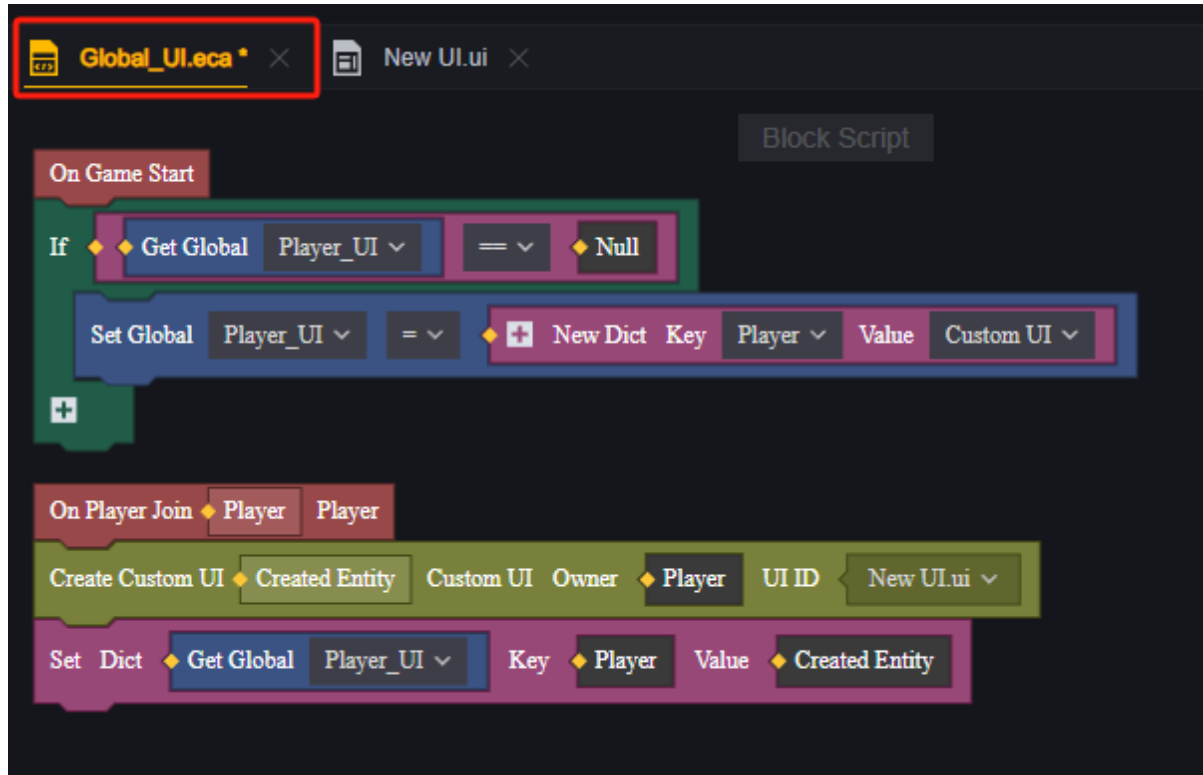 Global_UI.eca * New UI.ui
Block Script
On Game Start
If Get Global Player_UI == Null
Set Global Player_UI = New Dict Key Player Value Custom UI
On Player Join Player Player
Create Custom UI Created Entity Custom UI Owner Player UI ID New UI.ui
Set Dict Get Global Player_UI Key Player Value Created Entity